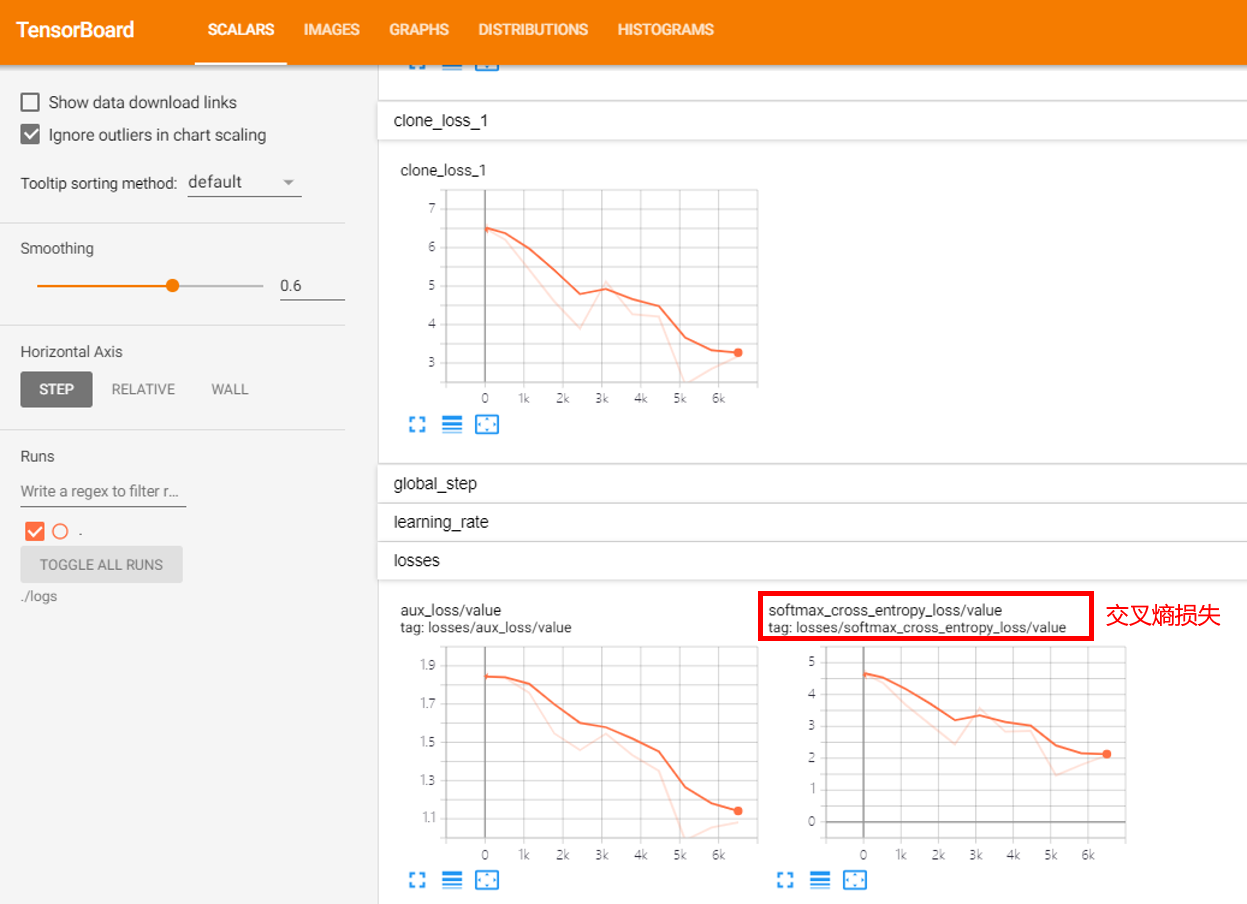 TensorBoard SCALARS IMAGES GRAPHS DISTRIBUTIONS HISTOGRAMS
Show data download links
Ignore outliers in chart scaling
Tooltip sorting method: default
Smoothing
0.6
Horizontal Axis
STEP RELATIVE WALL
Runs
Write a regex to filter r...
.
TOGGLE ALL RUNS
./logs
clone_loss_1
clone_loss_1
7
6
5
4
3
0 1k 2k 3k 4k 5k 6k
global_step
learning_rate
losses
aux_loss/value
tag: losses/aux_loss/value
1.9
1.7
1.5
1.3
1.1
0 1k 2k 3k 4k 5k 6k
softmax_cross_entropy_loss/value
tag: losses/softmax_cross_entropy_loss/value
交叉熵损失
5
4
3
2
1
0
0 1k 2k 3k 4k 5k 6k